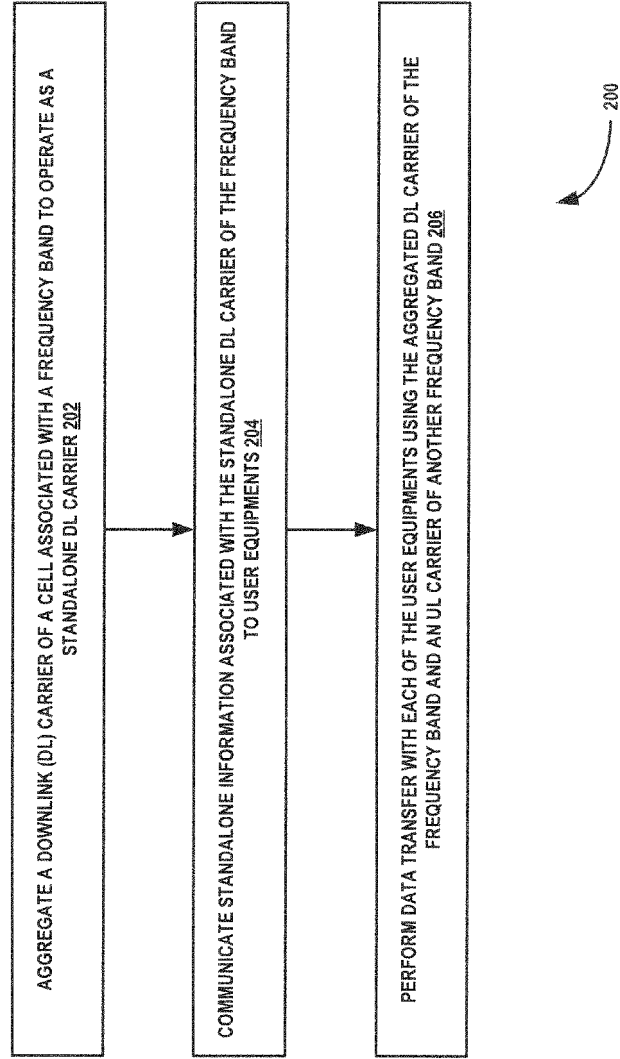 AGGREGATE A DOWNLINK (DL) CARRIER OF A CELL ASSOCIATED WITH A FREQUENCY BAND TO OPERATE AS A
STANDALONE DL CARRIER 202
COMMUNICATE STANDALONE INFORMATION ASSOCIATED WITH THE STANDALONE DL CARRIER OF THE FREQUENCY BAND
TO USER EQUIPMENTS 204
PERFORM DATA TRANSFER WITH EACH OF THE USER EQUIPMENTS USING THE AGGREGATED DL CARRIER OF THE
FREQUENCY BAND AND AN UL CARRIER OF ANOTHER FREQUENCY BAND 206
200